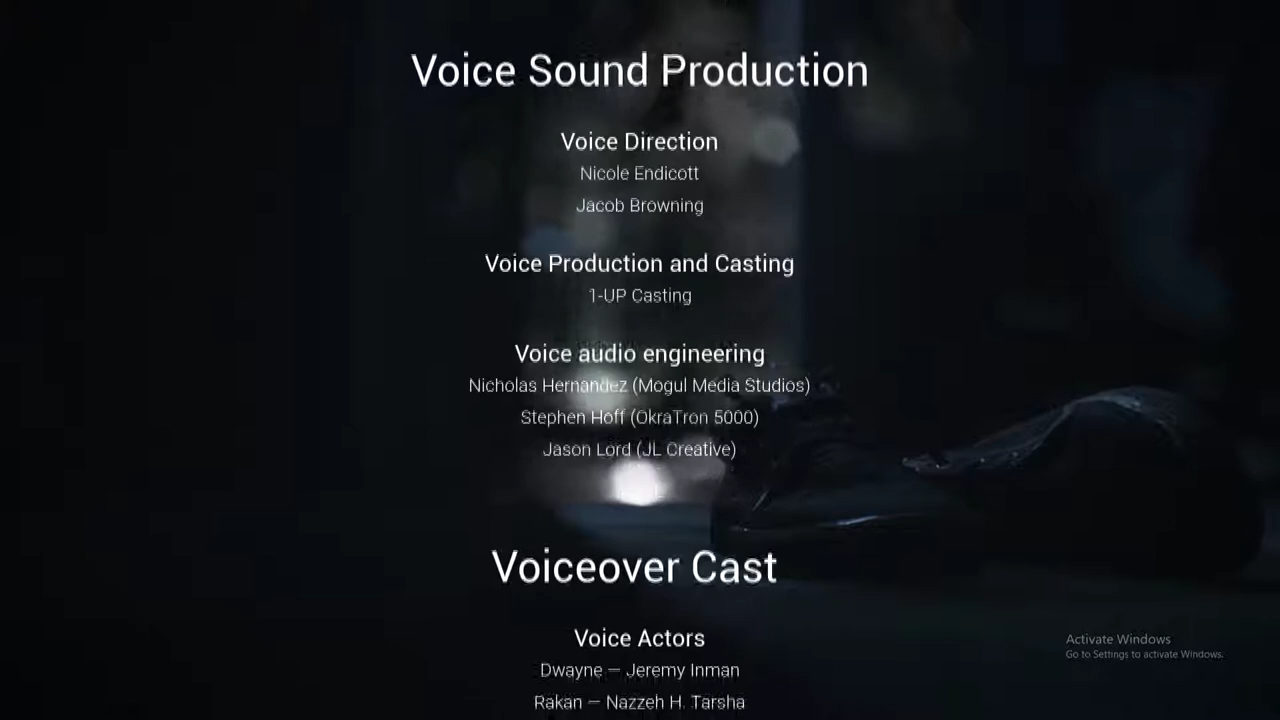 Voice Sound Production
Voice Direction
Nicole Endicott
Jacob Browning
Voice Production and Casting
1-UP Casting
Voice audio engineering
Nicholas Hernandez (Mogul Media Studios)
Stephen Hoff (OkraTron 5000)
Jason Lord (JL Creative)
Voiceover Cast
Voice Actors
Dwayne — Jeremy Inman
Rakan — Nazzeh H. Tarsha
Activate Windows
Go to Settings to activate Windows.